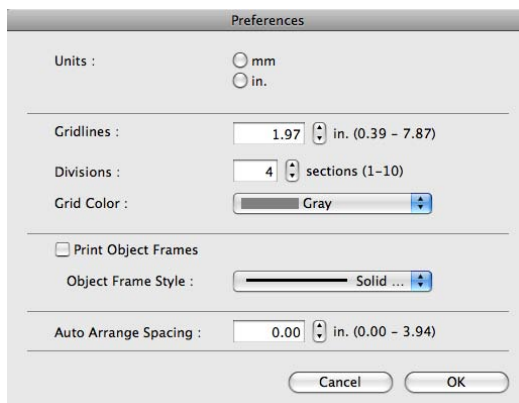 Preferences
Units :
mm
in.
Gridlines :
1.97 in. (0.39 – 7.87)
Divisions :
4 sections (1–10)
Grid Color :
Gray
Print Object Frames
Object Frame Style :
Solid ...
Auto Arrange Spacing :
0.00 in. (0.00 – 3.94)
Cancel OK